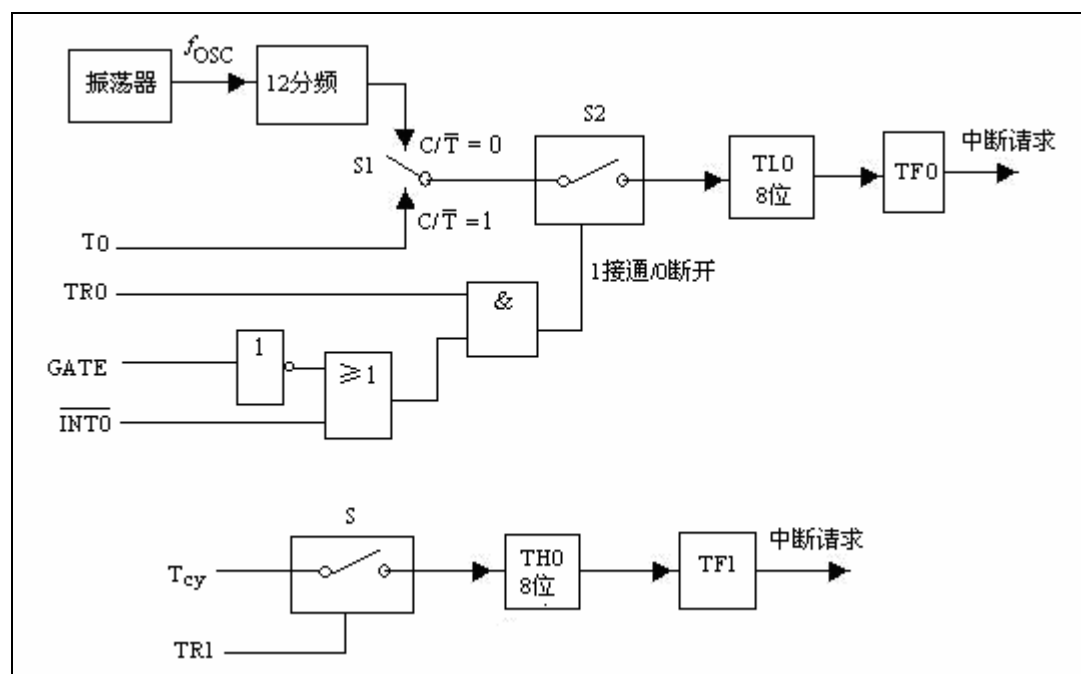 振荡器
fOSC
12分频
S1
C/T̅ = 0
C/T̅ =1
S2
TL0
8位
TF0
中断请求
T0
TR0
1接通/0断开
&
GATE
1
≥1
I̅N̅T̅0̅
S
Tcy
TH0
8位
TF1
中断请求
TR1